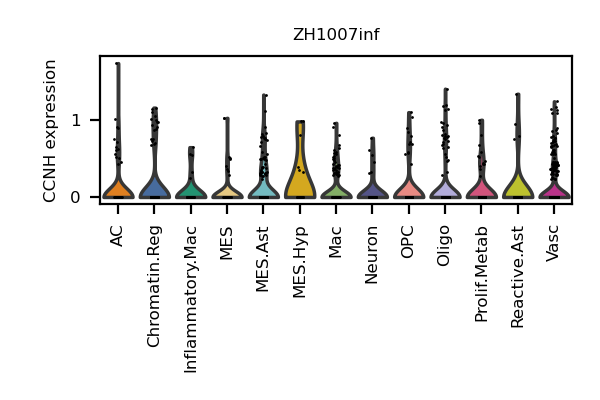 ZH1007inf
CCNH expression
1
0
AC
Chromatin.Reg
Inflammatory.Mac
MES
MES.Ast
MES.Hyp
Mac
Neuron
OPC
Oligo
Prolif.Metab
Reactive.Ast
Vasc